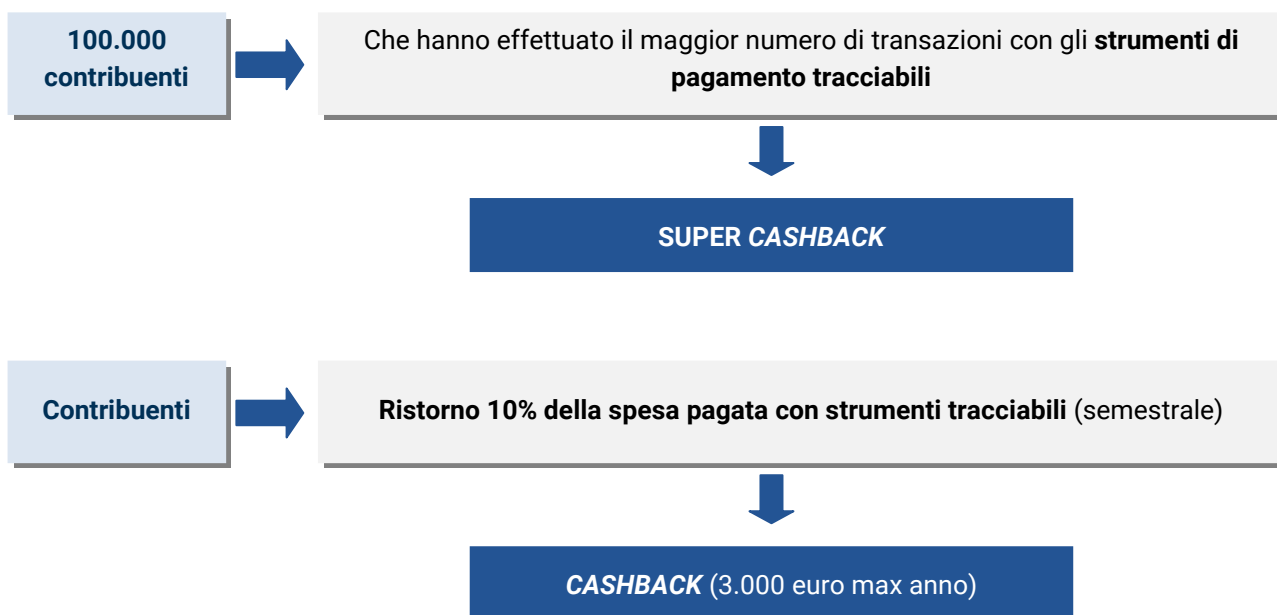 100.000
contribuenti
Che hanno effettuato il maggior numero di transazioni con gli strumenti di
pagamento tracciabili
SUPER CASHBACK
Contribuenti
Ristorno 10% della spesa pagata con strumenti tracciabili (semestrale)
CASHBACK (3.000 euro max anno)